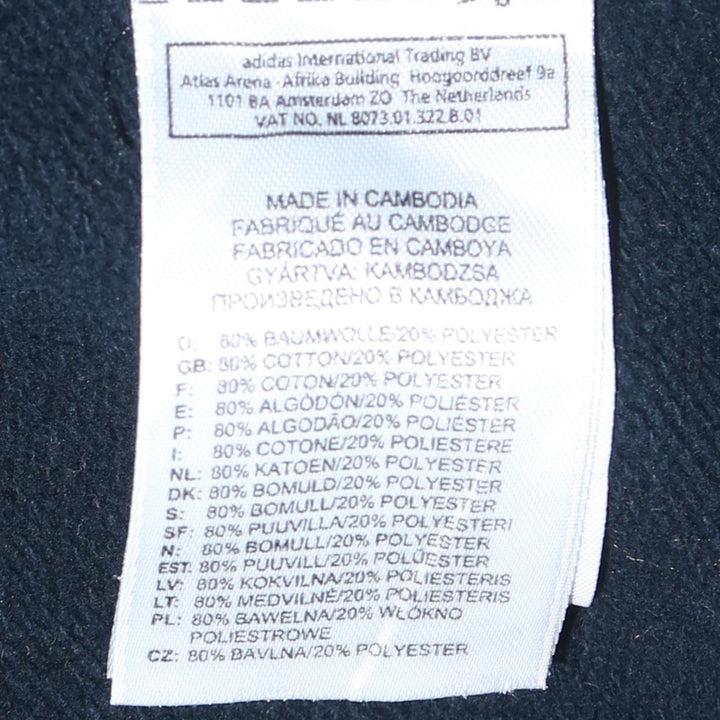 adidas International Trading BV
Atlas Arena - Afrika Building Hoogoorddreef 9a
1101 BA Amsterdam ZO The Netherlands
VAT NO. NL 8073.01.322.B.01
MADE IN CAMBODIA
FABRIQUÉ AU CAMBODGE
FABRICADO EN CAMBOYA
GYÁRTVA: KAMBODZSA
ПРОИЗВЕДЕНО В КАМБОДЖА
D: 80% BAUMWOLLE/20% POLYESTER
GB: 80% COTTON/20% POLYESTER
F: 80% COTON/20% POLYESTER
E: 80% ALGODÓN/20% POLIÉSTER
P: 80% ALGODÃO/20% POLIÉSTER
I: 80% COTONE/20% POLIESTERE
NL: 80% KATOEN/20% POLYESTER
DK: 80% BOMULD/20% POLYESTER
S: 80% BOMULL/20% POLYESTER
SF: 80% PUUVILLA/20% POLYESTERI
N: 80% BOMULL/20% POLYESTER
EST: 80% PUUVILL/20% POLÜESTER
LV: 80% KOKVILNA/20% POLIESTERIS
LT: 80% MEDVILNĖ/20% POLIESTERIS
PL: 80% BAWEŁNA/20% WŁÓKNO
POLIESTROWE
CZ: 80% BAVLNA/20% POLYESTER